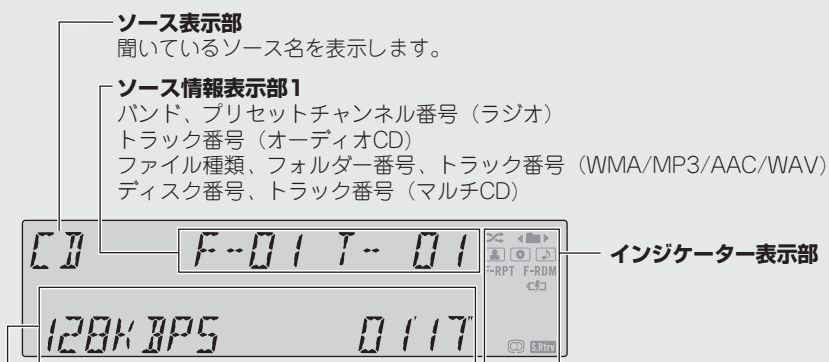 ソース表示部
聞いているソース名を表示します。
ソース情報表示部1
バンド、プリセットチャンネル番号（ラジオ）
トラック番号（オーディオCD）
ファイル種類、フォルダー番号、トラック番号（WMA/MP3/AAC/WAV）
ディスク番号、トラック番号（マルチCD）
CD F--01 T-- 01
F-RPT F-RDM
インジケーター表示部
128K BPS 01'17"
S.Rtrv